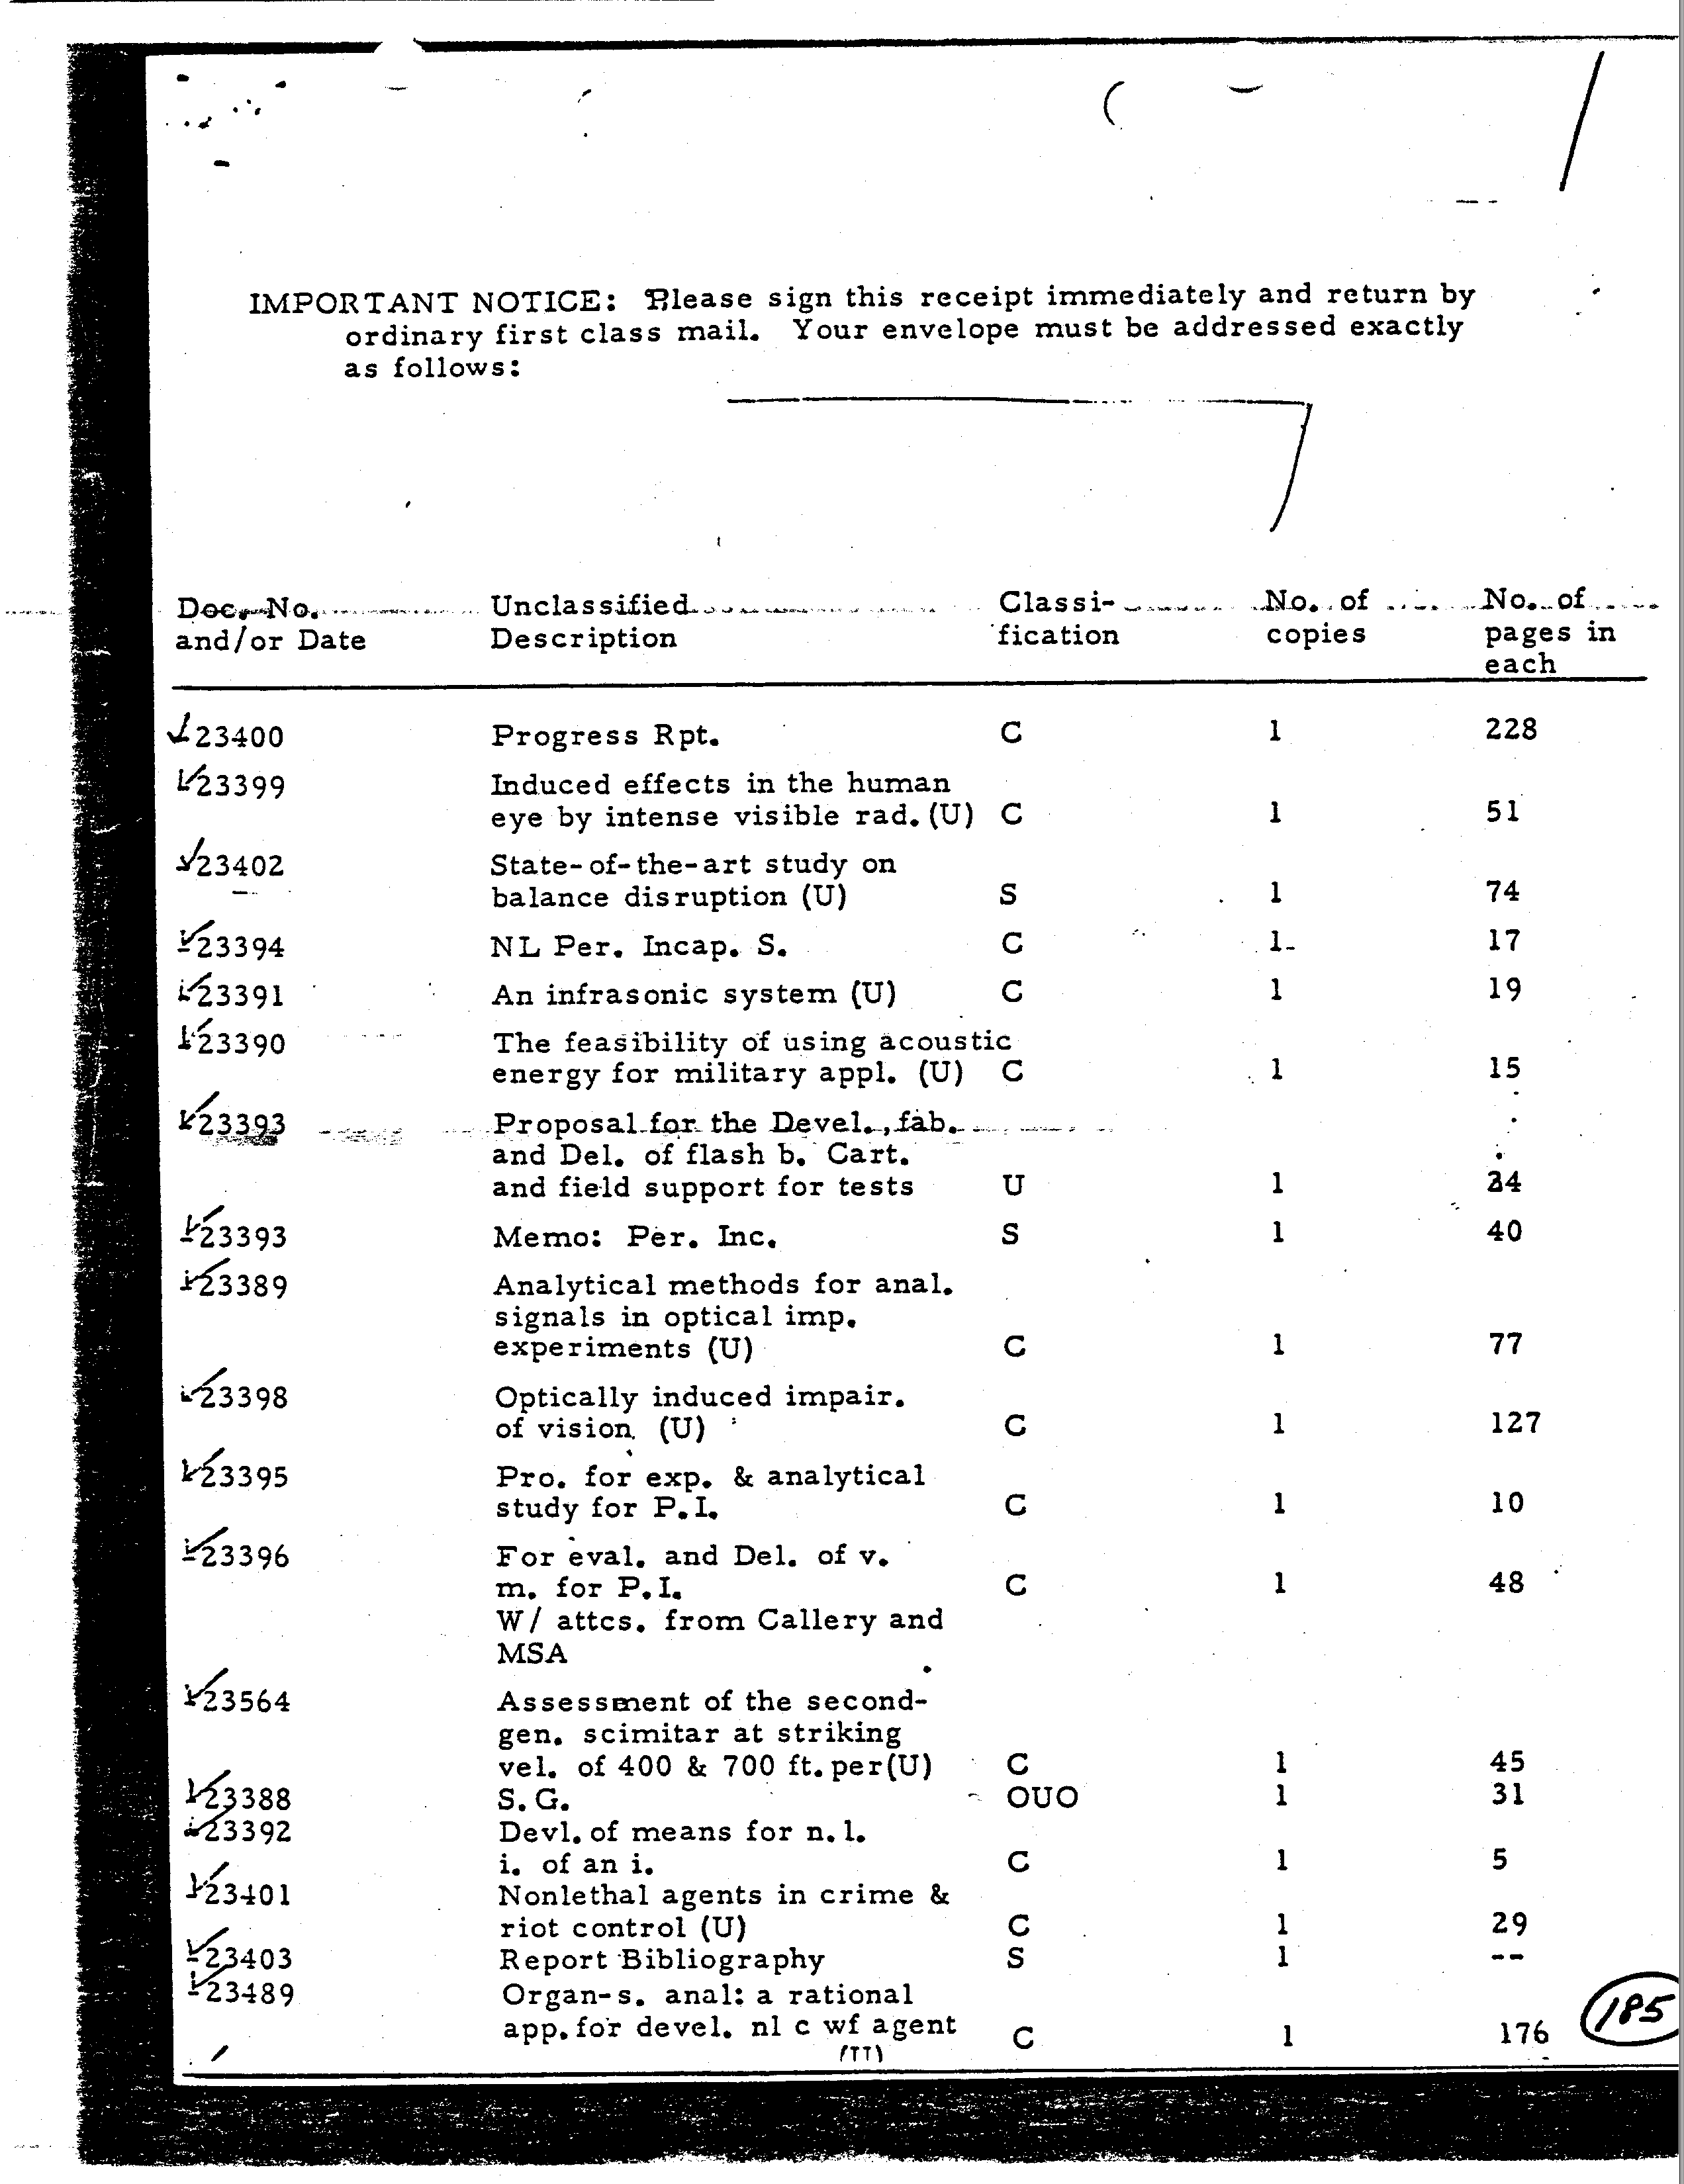 IMPORTANT NOTICE: Please sign this receipt immediately and return by
ordinary first class mail. Your envelope must be addressed exactly
as follows:
Doc. No. Unclassified Classi- No. of No. of
and/or Date Description fication copies pages in
each
23400 Progress Rpt. C 1 228
23399 Induced effects in the human
eye by intense visible rad. (U) C 1 51
23402 State-of-the-art study on
balance disruption (U) S 1 74
23394 NL Per. Incap. S. C 1 17
23391 An infrasonic system (U) C 1 19
23390 The feasibility of using acoustic
energy for military appl. (U) C 1 15
23393 Proposal for the Devel., fab.
and Del. of flash b. Cart.
and field support for tests U 1
23393 Memo: Per. Inc. S 1 40
23389 Analytical methods for anal.
signals in optical imp.
experiments (U) C 1 77
23398 Optically induced impair.
of vision (U) C 1 127
23395 Pro. for exp. & analytical
study for P.I. C 1 10
23396 For eval. and Del. of v.
m. for P.I. C 1 48
W/ attcs. from Callery and
MSA
23564 Assessment of the second-
gen. scimitar at striking
vel. of 400 & 700 ft. per(U) C 1 45
23388 S.G. OUO 1 31
23392 Devl. of means for n.l.
i. of an i. C 1 5
23401 Nonlethal agents in crime &
riot control (U) C 1 29
23403 Report Bibliography S 1 --
23489 Organ-s. anal: a rational
app. for devel. nl c wf agent C 1 176
(U)
185